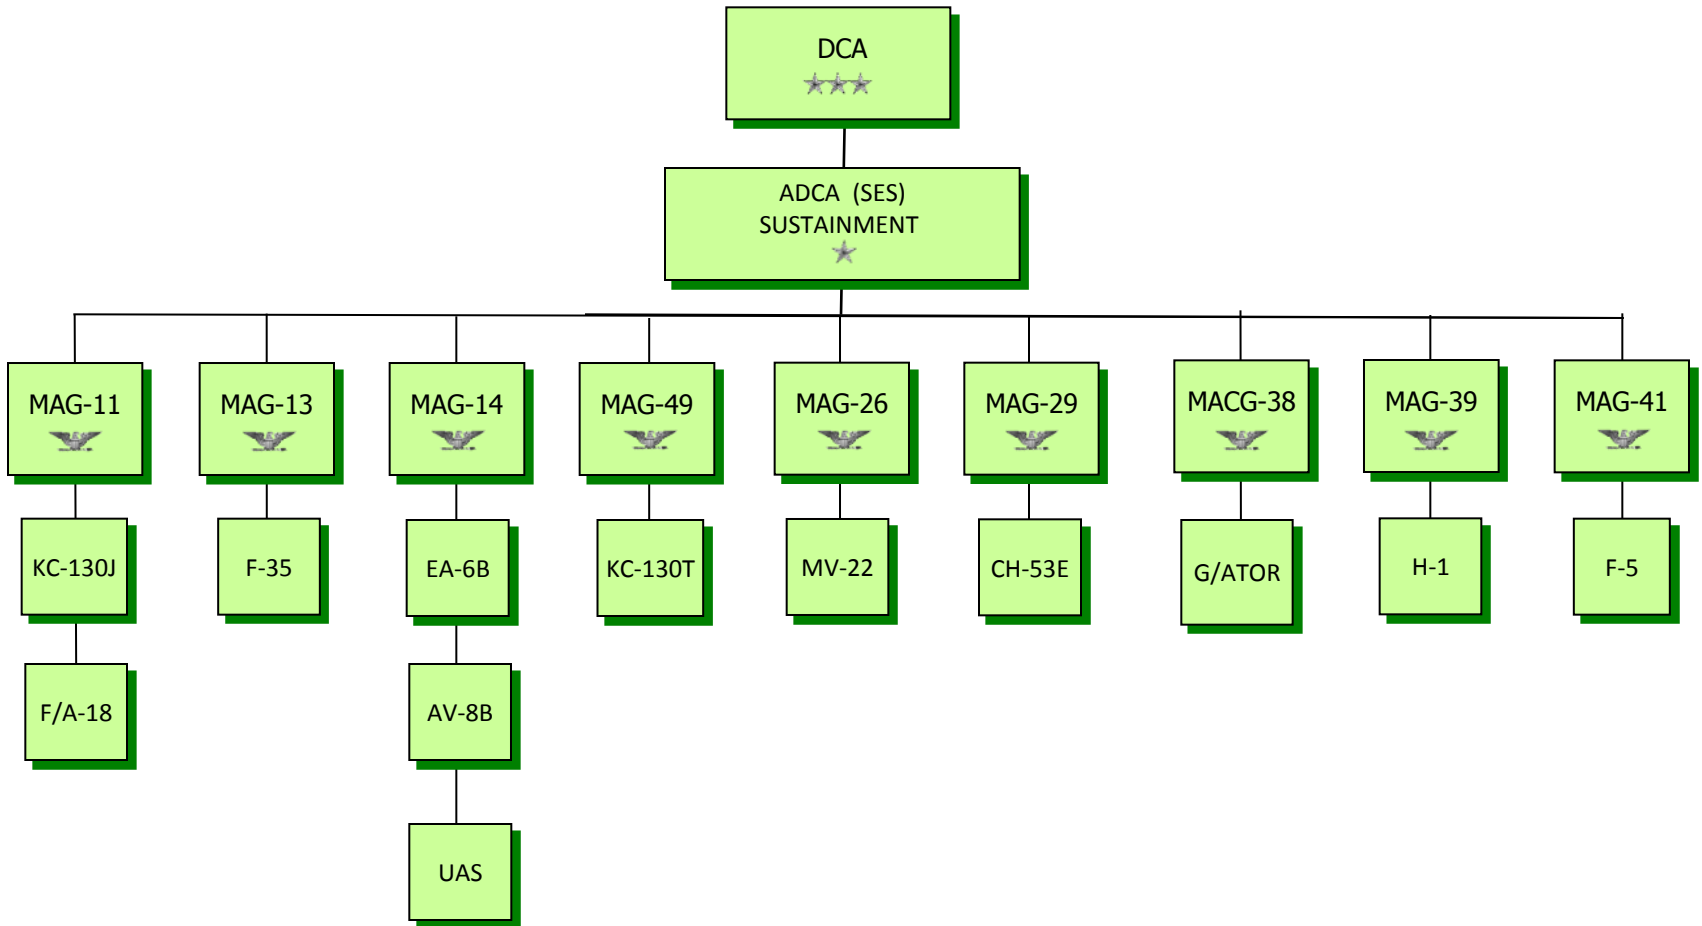 DCA
ADCA (SES)
SUSTAINMENT
MAG-11
MAG-13
MAG-14
MAG-49
MAG-26
MAG-29
MACG-38
MAG-39
MAG-41
KC-130J
F-35
EA-6B
KC-130T
MV-22
CH-53E
G/ATOR
H-1
F-5
F/A-18
AV-8B
UAS